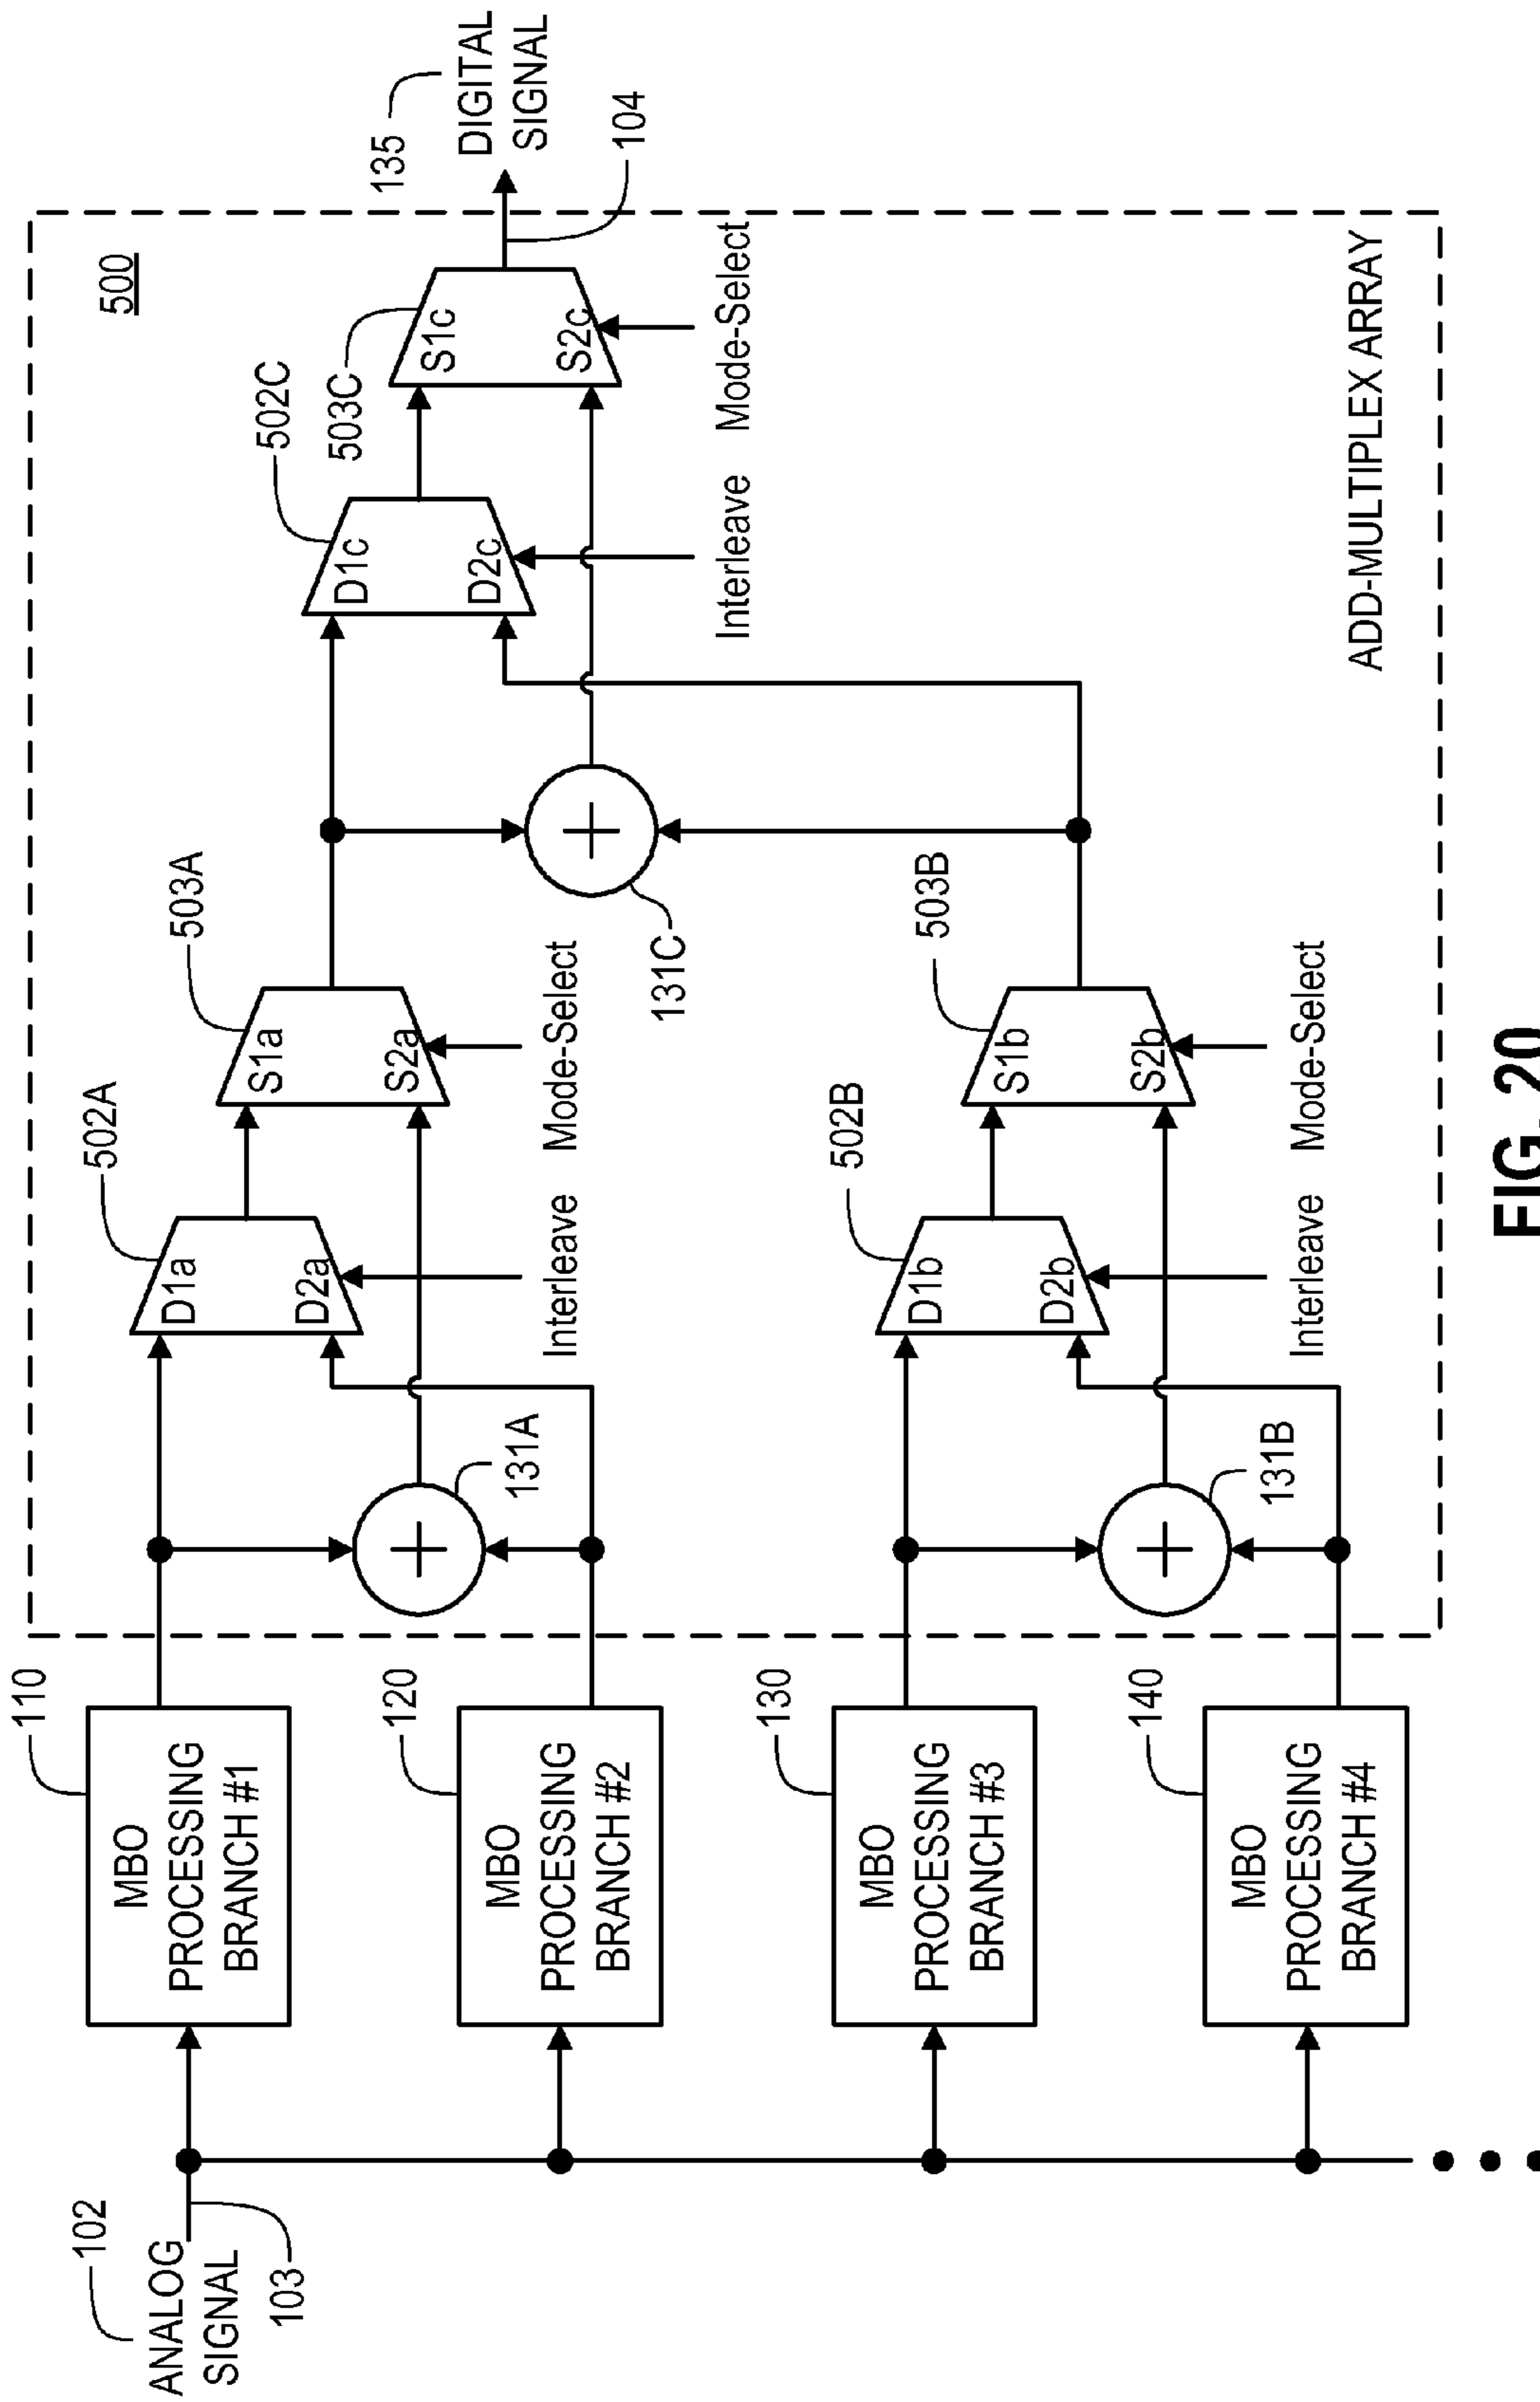 102
ANALOG
SIGNAL
103
110
MBO
PROCESSING
BRANCH #1
120
MBO
PROCESSING
BRANCH #2
130
MBO
PROCESSING
BRANCH #3
140
MBO
PROCESSING
BRANCH #4
131A
131B
502A
D1a
D2a
Interleave
503A
S1a
S2a
Mode-Select
502B
D1b
D2b
Interleave
503B
S1b
S2b
Mode-Select
131C
502C
D1c
D2c
Interleave
503C
S1c
S2c
Mode-Select
500
104
135
DIGITAL
SIGNAL
ADD-MULTIPLEX ARRAY
FIG. 20